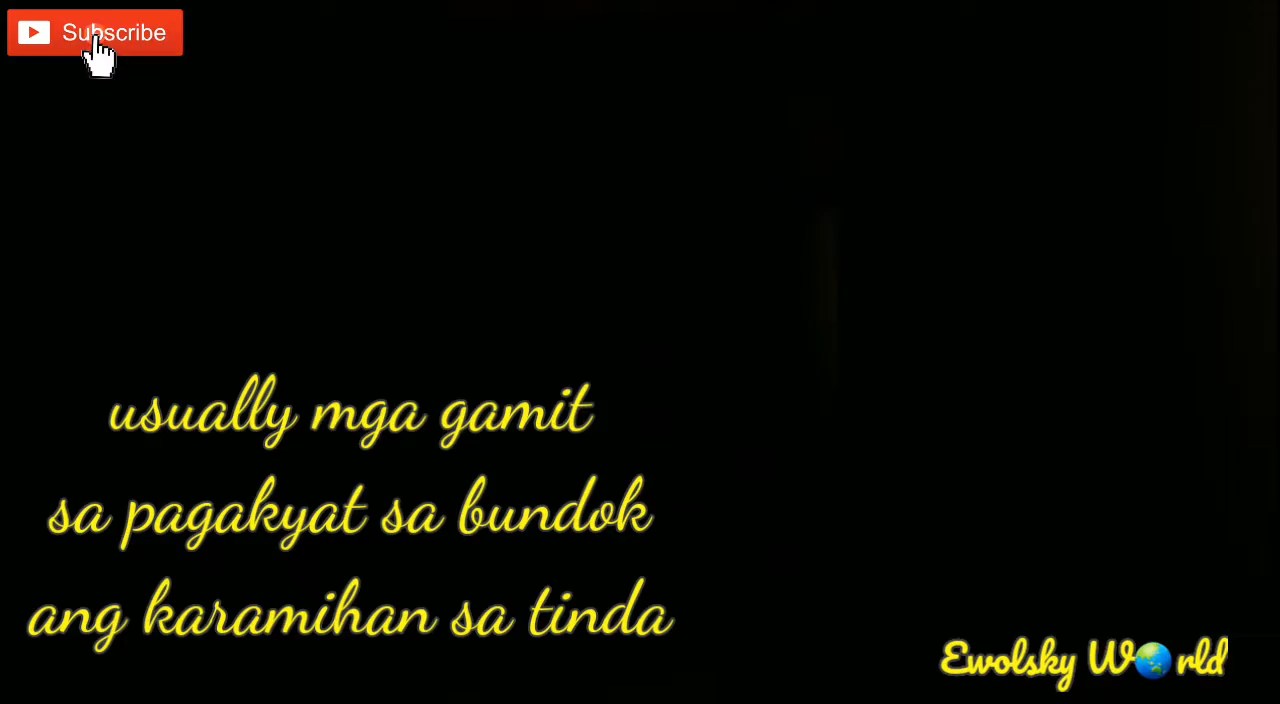 Subscribe
usually mga gamit
sa pagakyat sa bundok
ang karamihan sa tinda
Ewolsky W🌏rld